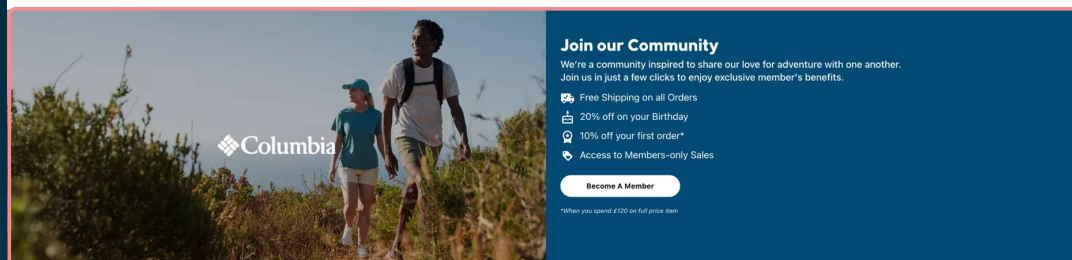 Columbia
Join our Community
We're a community inspired to share our love for adventure with one another.
Join us in just a few clicks to enjoy exclusive member's benefits.
Free Shipping on all Orders
20% off on your Birthday
10% off your first order*
Access to Members-only Sales
Become A Member
*When you spend £120 on full price item